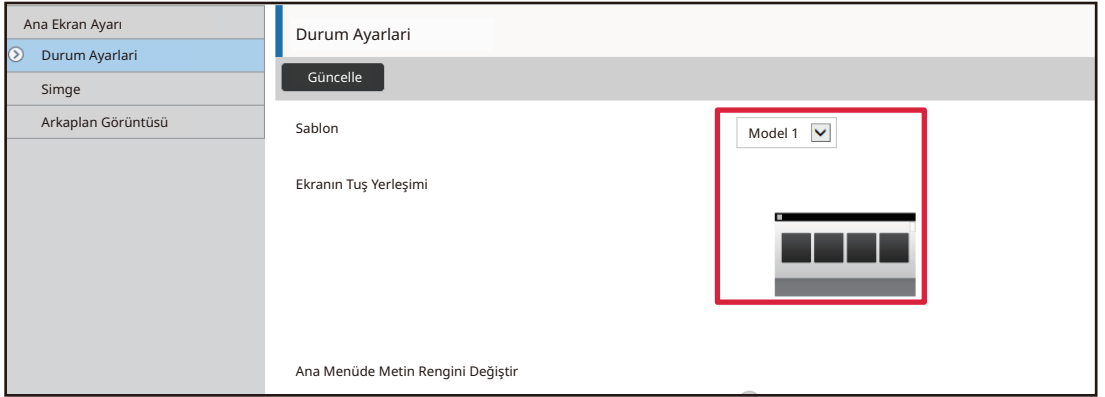 Ana Ekran Ayarı
Durum Ayarlari
Simge
Arkaplan Görüntüsü
Durum Ayarlari
Güncelle
Sablon
Model 1
Ekranın Tuş Yerleşimi
Ana Menüde Metin Rengini Değiştir